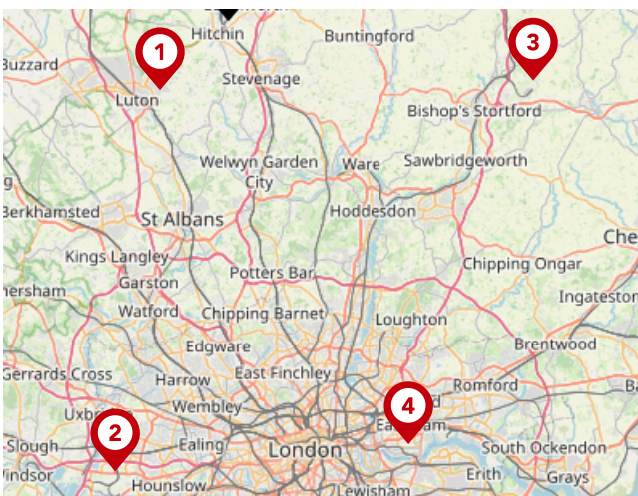 Hitchin
Buntingford
1
3
Buzzard
Stevenage
Luton
Bishop's Stortford
Welwyn Garden
City
Ware
Sawbridgeworth
Berkhamsted
St Albans
Hoddesdon
Kings Langley
Potters Bar
Chipping Ongar
Garston
Watford
Chipping Barnet
Loughton
Edgware
Brentwood
Gerrards Cross
Harrow
East Finchley
Romford
Wembley
4
2
Slough
Ealing
London
South Ockendon
Erith
Grays
Hounslow
Lewisham